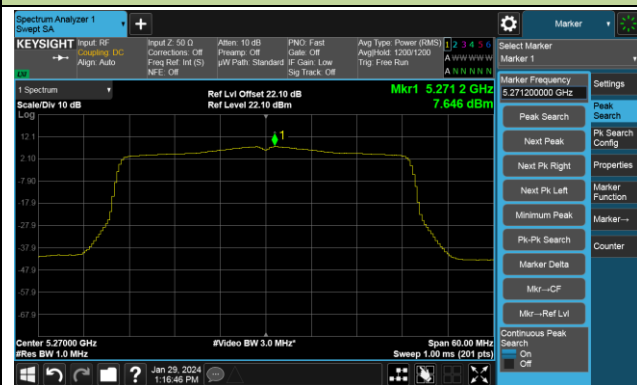 Spectrum Analyzer 1
Swept SA
+
Marker
KEYSIGHT
Input: RF
Coupling: DC
Align: Auto
Input Z: 50 Ω
Corrections: Off
Freq Ref: Int (S)
NFE: Off
Atten: 10 dB
Preamp: Off
µW Path: Standard
PNO: Fast
Gate: Off
IF Gain: Low
Sig Track: Off
Avg Type: Power (RMS)
Avg|Hold: 1200/1200
Trig: Free Run
1 2 3 4 5 6
A W W W W W
A N N N N N
Select Marker
Marker 1
1 Spectrum
Scale/Div 10 dB
Log
Ref Lvl Offset 22.10 dB
Ref Level 22.10 dBm
Mkr1 5.271 2 GHz
7.646 dBm
12.1
2.10
-7.90
-17.9
-27.9
-37.9
-47.9
-57.9
-67.9
1
Center 5.27000 GHz
#Res BW 1.0 MHz
#Video BW 3.0 MHz*
Span 60.00 MHz
Sweep 1.00 ms (201 pts)
Marker Frequency
5.271200000 GHz
Peak Search
Next Peak
Next Pk Right
Next Pk Left
Minimum Peak
Pk-Pk Search
Marker Delta
Mkr→CF
Mkr→Ref Lvl
Continuous Peak
Search
On
Off
Settings
Peak
Search
Pk Search
Config
Properties
Marker
Function
Marker→
Counter
?
Jan 29, 2024
1:16:46 PM